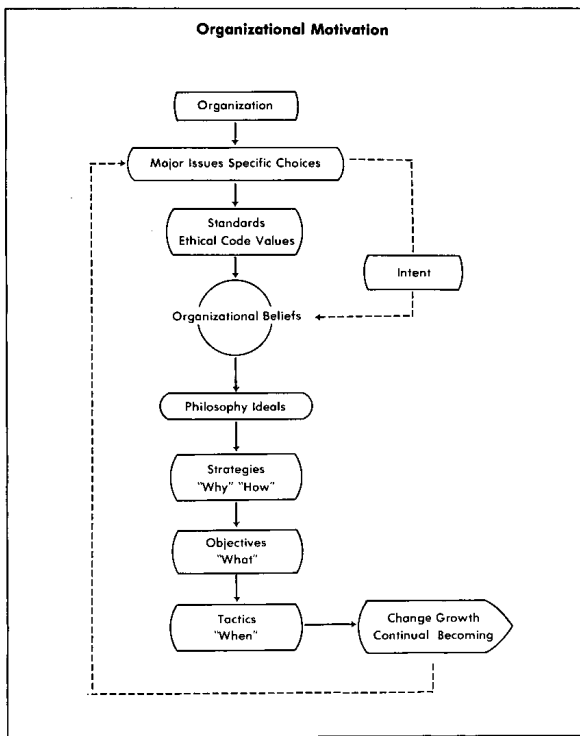 Organizational Motivation
Organization
Major Issues Specific Choices
Standards
Ethical Code Values
Intent
Organizational Beliefs
Philosophy Ideals
Strategies
"Why" "How"
Objectives
"What"
Tactics
"When"
Change Growth
Continual Becoming